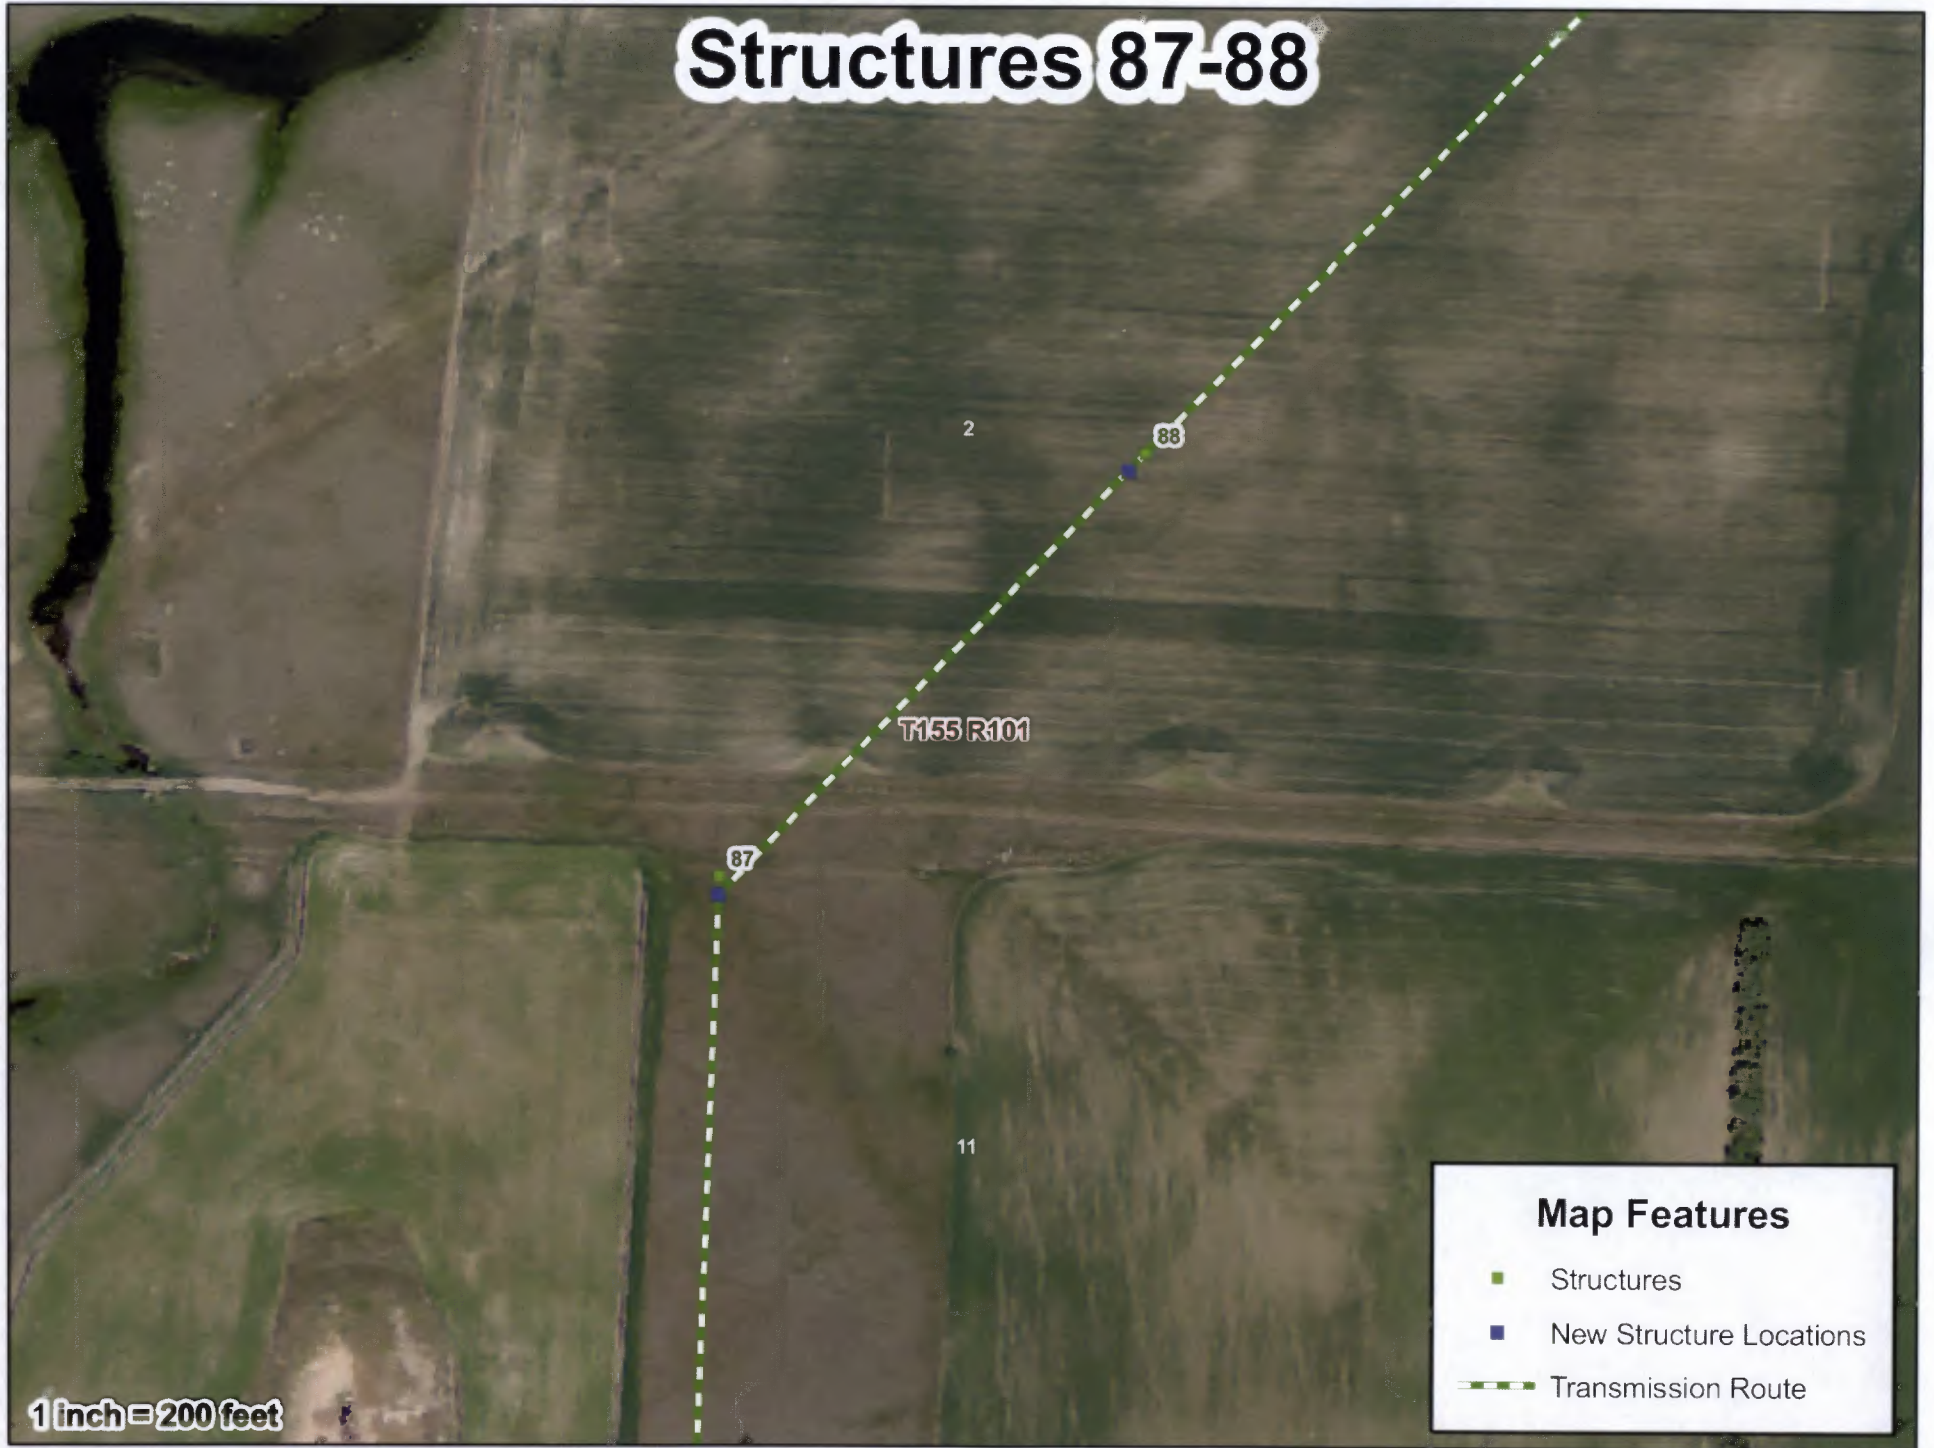 Structures 87-88
88
2
T155 R101
87
11
Map Features
Structures
New Structure Locations
Transmission Route
1 inch = 200 feet